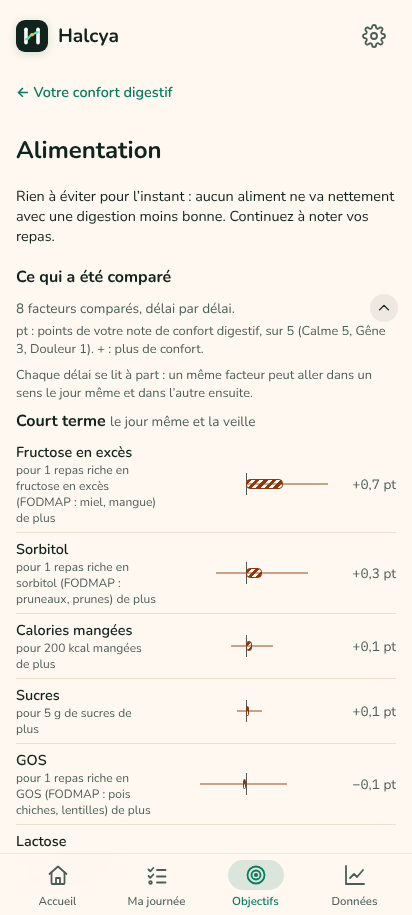 Halcya
← Votre confort digestif
Alimentation
Rien à éviter pour l’instant : aucun aliment ne va nettement
avec une digestion moins bonne. Continuez à noter vos
repas.
Ce qui a été comparé
8 facteurs comparés, délai par délai.
pt : points de votre note de confort digestif, sur 5 (Calme 5, Gêne
3, Douleur 1). + : plus de confort.
Chaque délai se lit à part : un même facteur peut aller dans un
sens le jour même et dans l’autre ensuite.
Court terme le jour même et la veille
Fructose en excès
pour 1 repas riche en
fructose en excès
(FODMAP : miel, mangue)
de plus
+0,7 pt
Sorbitol
pour 1 repas riche en
sorbitol (FODMAP :
pruneaux, prunes) de plus
+0,3 pt
Calories mangées
pour 200 kcal mangées
de plus
+0,1 pt
Sucres
pour 5 g de sucres de
plus
+0,1 pt
GOS
pour 1 repas riche en
GOS (FODMAP : pois
chiches, lentilles) de plus
−0,1 pt
Lactose
Accueil
Ma journée
Objectifs
Données